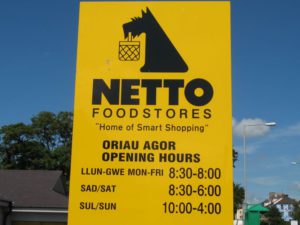 NETTO
FOODSTORES
"Home of Smart Shopping"
ORIAU AGOR
OPENING HOURS
LLUN-GWE MON-FRI 8:30-8:00
SAD/SAT 8:30-6:00
SUL/SUN 10:00-4:00